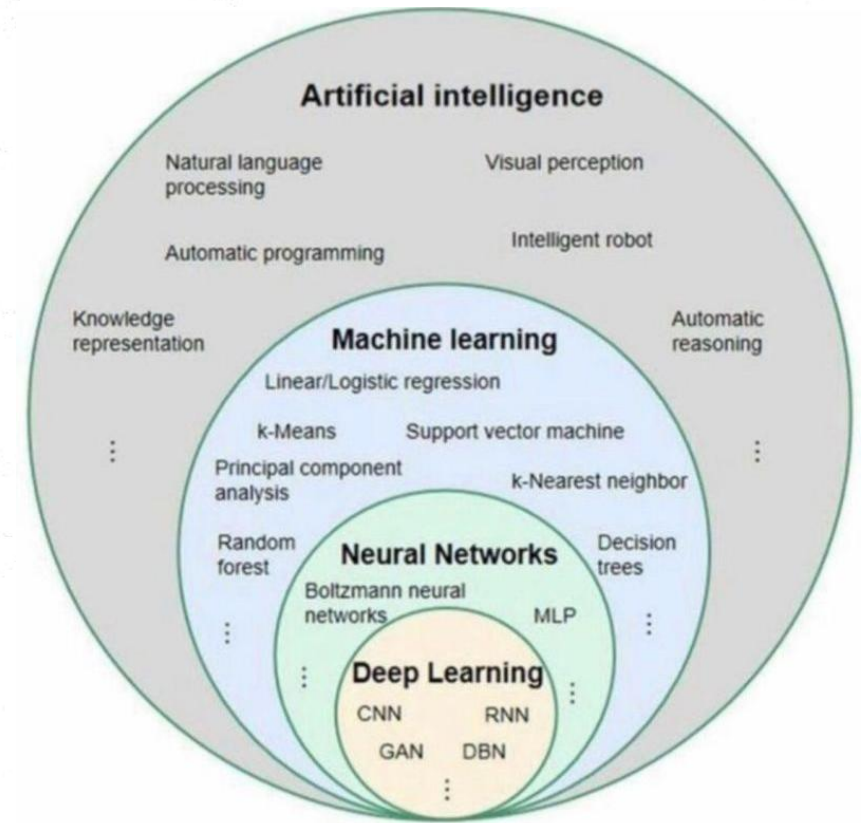 Artificial intelligence
Natural language
processing
Visual perception
Automatic programming
Intelligent robot
Knowledge
representation
Automatic
reasoning
Machine learning
Linear/Logistic regression
k-Means
Support vector machine
Principal component
analysis
k-Nearest neighbor
Random
forest
Decision
trees
Neural Networks
Boltzmann neural
networks
MLP
Deep Learning
CNN
RNN
GAN
DBN